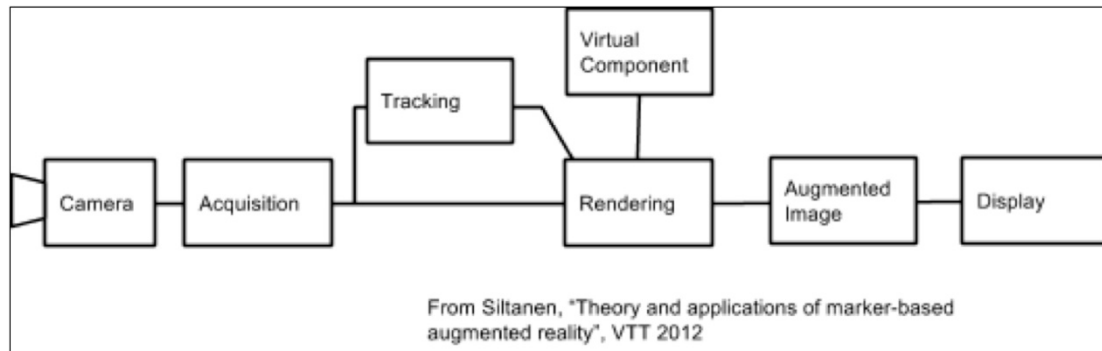 Virtual
Component
Tracking
Camera
Acquisition
Rendering
Augmented
Image
Display
From Siltanen, "Theory and applications of marker-based
augmented reality", VTT 2012